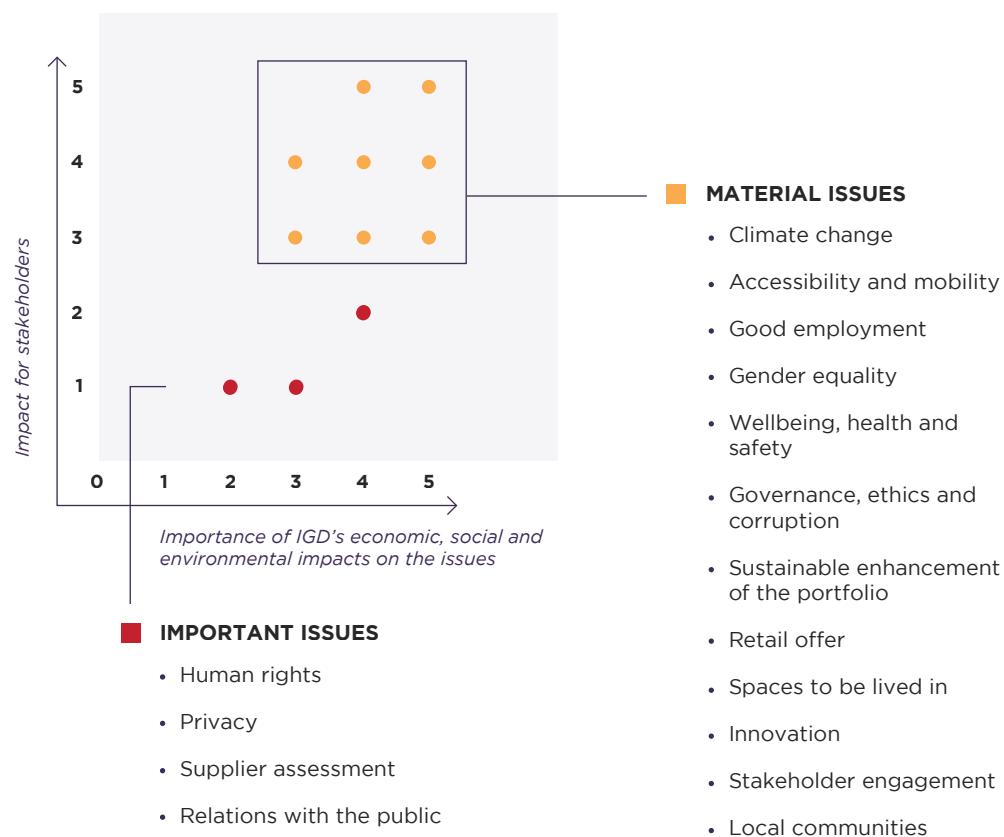 5
4
3
2
1
Impact for stakeholders
0 1 2 3 4 5
Importance of IGD's economic, social and
environmental impacts on the issues
MATERIAL ISSUES
• Climate change
• Accessibility and mobility
• Good employment
• Gender equality
• Wellbeing, health and
safety
• Governance, ethics and
corruption
• Sustainable enhancement
of the portfolio
• Retail offer
• Spaces to be lived in
• Innovation
• Stakeholder engagement
• Local communities
IMPORTANT ISSUES
• Human rights
• Privacy
• Supplier assessment
• Relations with the public